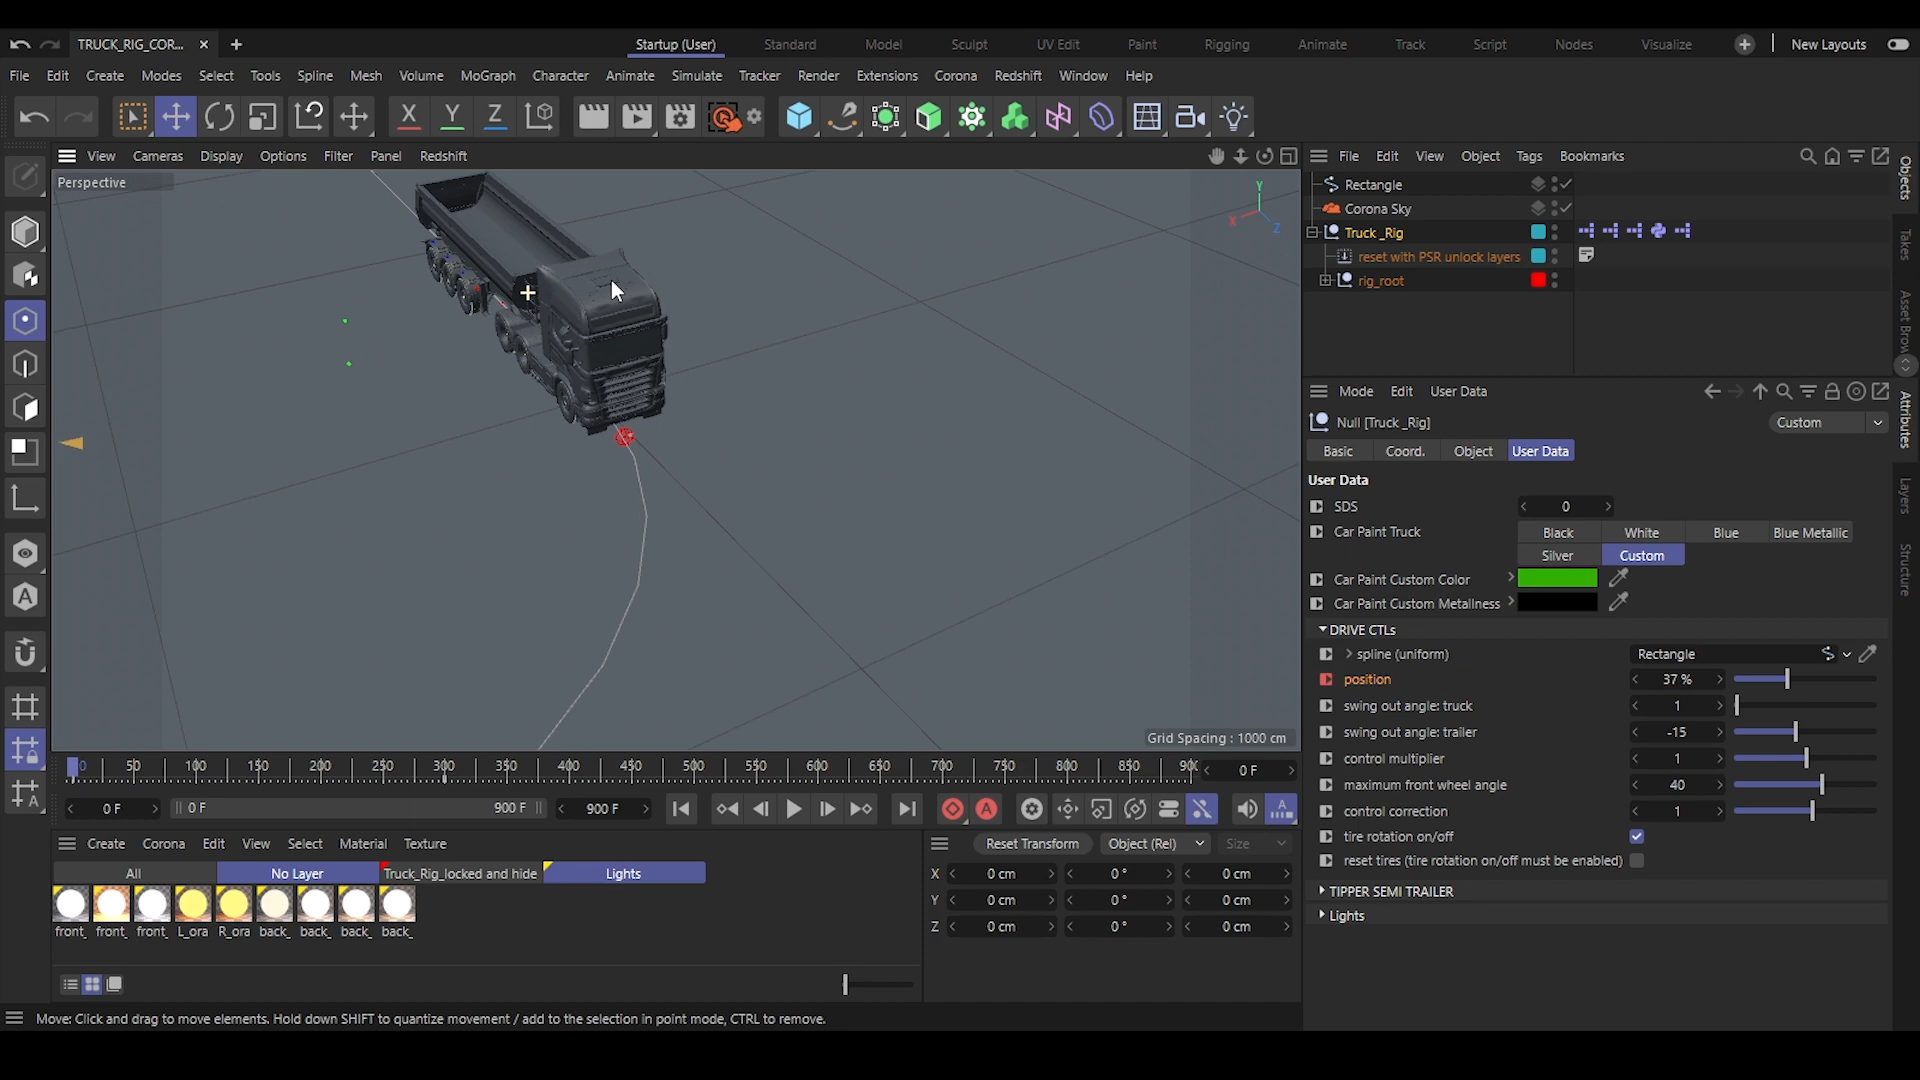 TRUCK_RIG_COR...
Startup (User) Standard Model Sculpt UV Edit Paint Rigging Animate Track Script Nodes Visualize New Layouts
File Edit Create Modes Select Tools Spline Mesh Volume MoGraph Character Animate Simulate Tracker Render Extensions Corona Redshift Window Help
X Y Z
View Cameras Display Options Filter Panel Redshift
Perspective
Y
X
Z
Grid Spacing : 1000 cm
File Edit View Object Tags Bookmarks
Rectangle
Corona Sky
Truck _Rig
reset with PSR unlock layers
rig_root
Objects
Takes
Asset Brow
Attributes
Layers
Structure
Mode Edit User Data
Null [Truck _Rig] Custom
Basic Coord. Object User Data
User Data
SDS 0
Car Paint Truck Black White Blue Blue Metallic
Silver Custom
Car Paint Custom Color
Car Paint Custom Metallness
DRIVE CTLs
spline (uniform) Rectangle
position 37 %
swing out angle: truck 1
swing out angle: trailer -15
control multiplier 1
maximum front wheel angle 40
control correction 1
tire rotation on/off
reset tires (tire rotation on/off must be enabled)
TIPPER SEMI TRAILER
Lights
0 50 100 150 200 250 300 350 400 450 500 550 600 650 700 750 800 850 90 0 F
0 F 0 F 900 F 900 F
Create Corona Edit View Select Material Texture
All No Layer Truck_Rig_locked and hide Lights
front_ front_ front_ L_ora R_ora back_ back_ back_ back_
Reset Transform Object (Rel) Size
X 0 cm 0 ° 0 cm
Y 0 cm 0 ° 0 cm
Z 0 cm 0 ° 0 cm
Move: Click and drag to move elements. Hold down SHIFT to quantize movement / add to the selection in point mode, CTRL to remove.